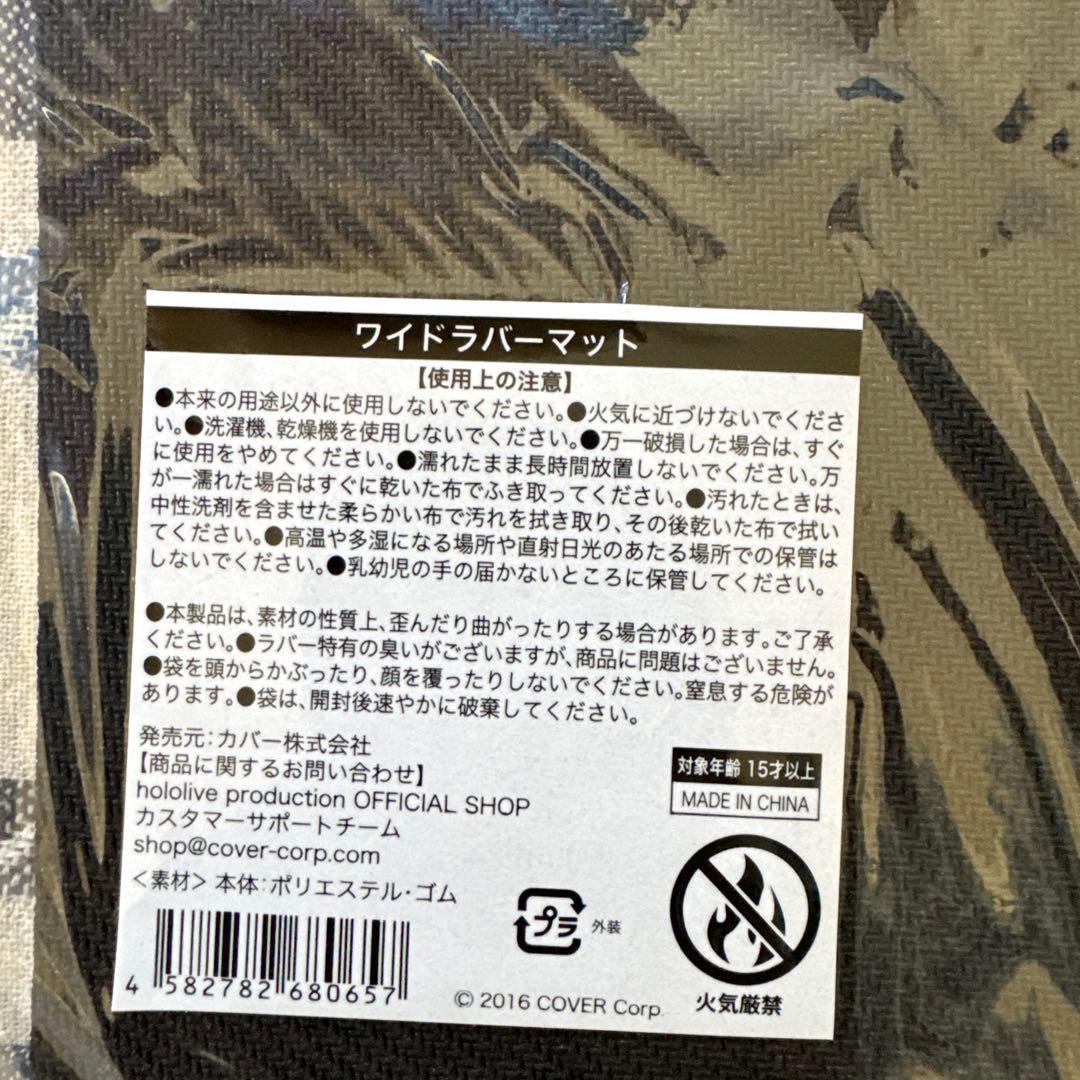 ワイドラバーマット
【使用上の注意】
●本来の用途以外に使用しないでください。●火気に近づけないでくださ
い。●洗濯機、乾燥機を使用しないでください。●万一破損した場合は、すぐ
に使用をやめてください。●濡れたまま長時間放置しないでください。万
が一濡れた場合はすぐに乾いた布でふき取ってください。●汚れたときは、
中性洗剤を含ませた柔らかい布で汚れを拭き取り、その後乾いた布で拭い
てください。●高温や多湿になる場所や直射日光のあたる場所での保管は
しないでください。●乳幼児の手の届かないところに保管してください。
●本製品は、素材の性質上、歪んだり曲がったりする場合があります。ご了承
ください。●ラバー特有の臭いがございますが、商品に問題はございません。
●袋を頭からかぶったり、顔を覆ったりしないでください。窒息する危険が
あります。●袋は、開封後速やかに破棄してください。
発売元：カバー株式会社
【商品に関するお問い合わせ】
hololive production OFFICIAL SHOP
カスタマーサポートチーム
shop@cover-corp.com
<素材> 本体：ポリエステル・ゴム
対象年齢 15才以上
MADE IN CHINA
プラ 外装
火気厳禁
4 582782 680657
© 2016 COVER Corp.